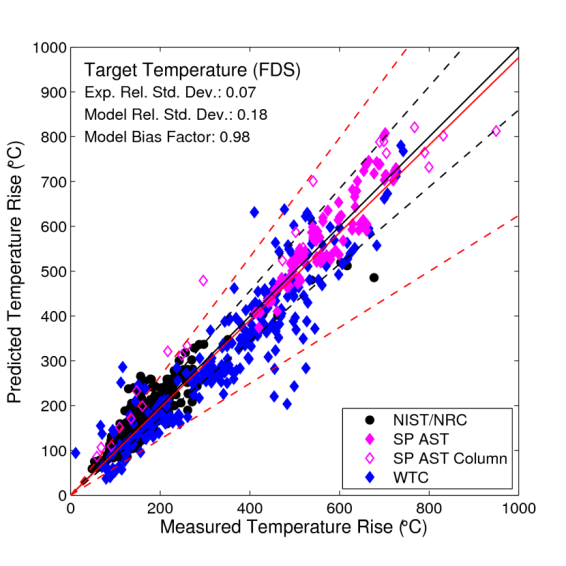 Target Temperature (FDS)
Exp. Rel. Std. Dev.: 0.07
Model Rel. Std. Dev.: 0.18
Model Bias Factor: 0.98
1000
900
800
700
600
500
400
300
200
100
0
Predicted Temperature Rise (°C)
NIST/NRC
SP AST
SP AST Column
WTC
0 200 400 600 800 1000
Measured Temperature Rise (°C)